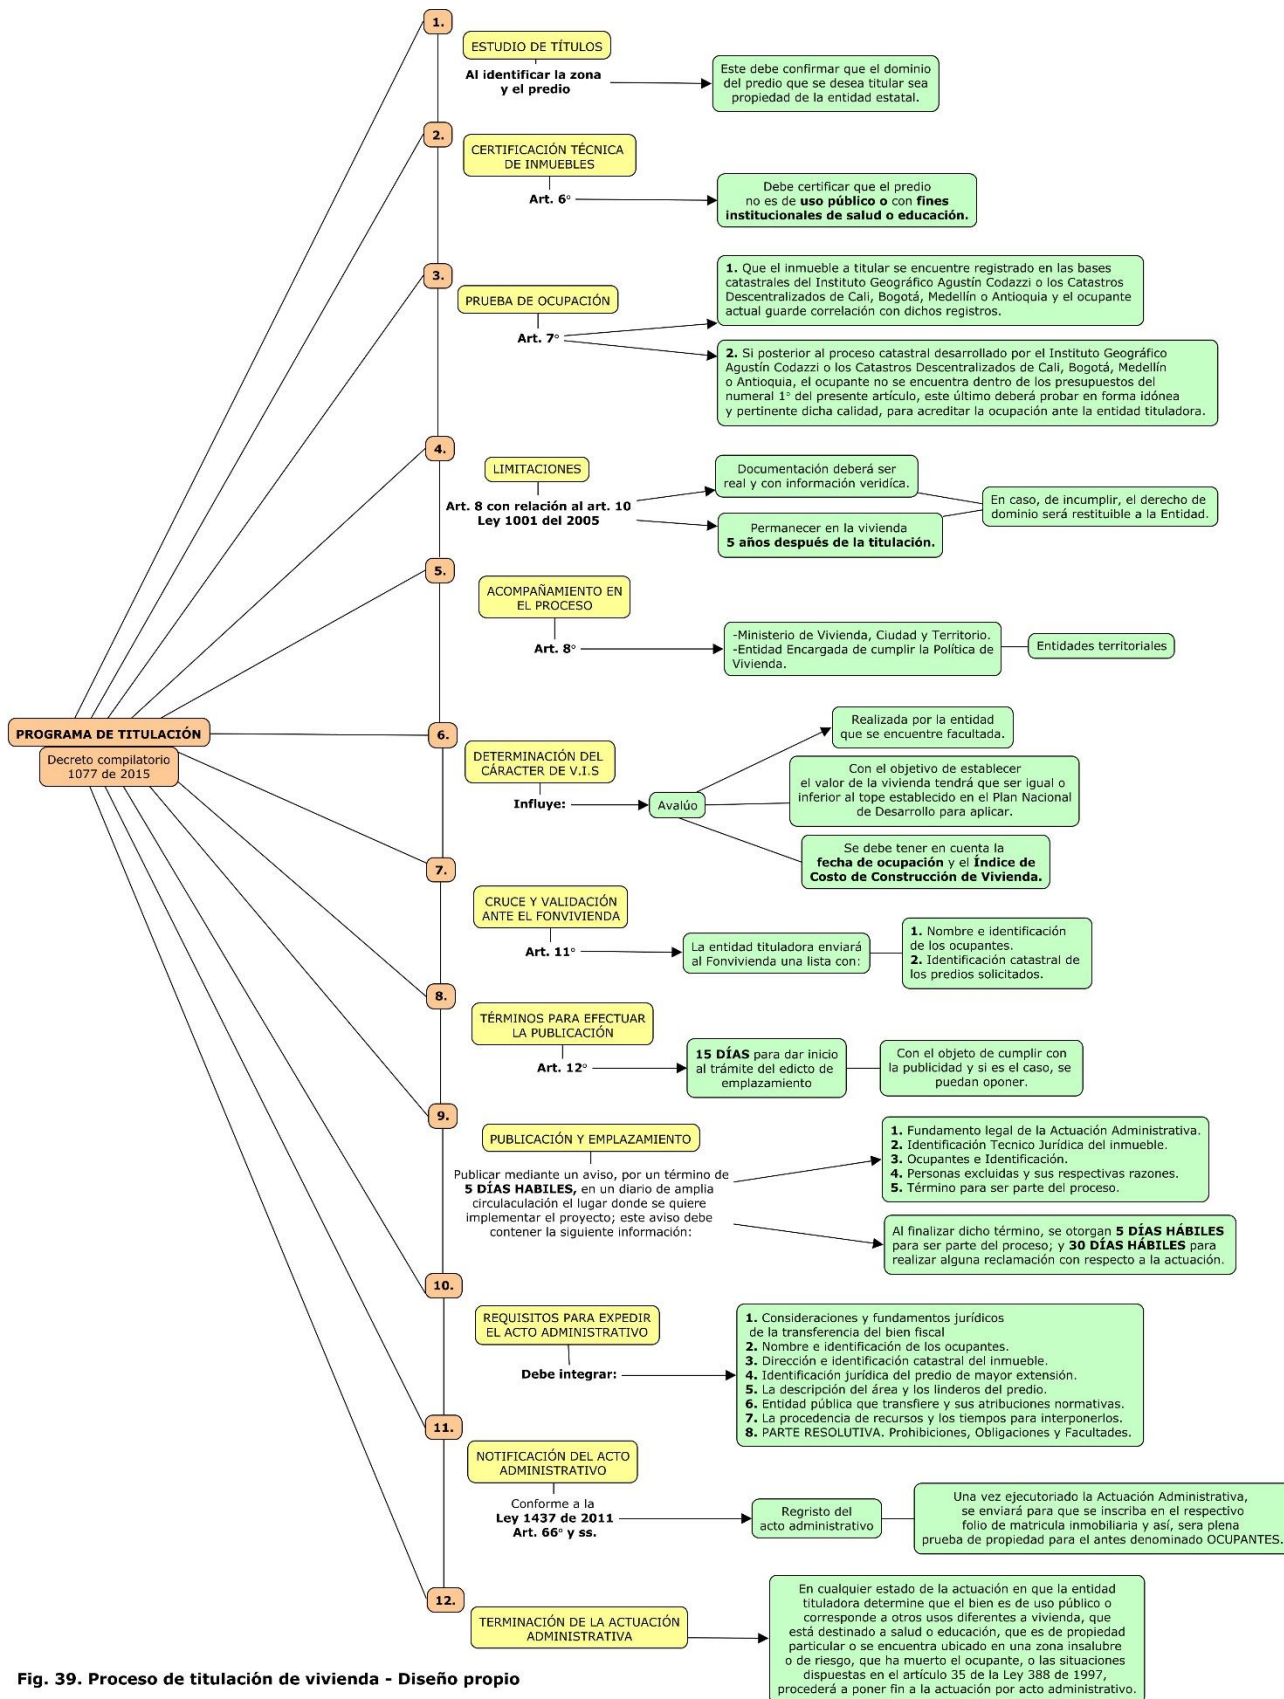 1.
ESTUDIO DE TÍTULOS
Al identificar la zona
y el predio
Este debe confirmar que el dominio
del predio que se desea titular sea
propiedad de la entidad estatal.
2.
CERTIFICACIÓN TÉCNICA
DE INMUEBLES
Art. 6°
Debe certificar que el predio
no es de uso público o con fines
institucionales de salud o educación.
3.
PRUEBA DE OCUPACIÓN
Art. 7°
1. Que el inmueble a titular se encuentre registrado en las bases
catastrales del Instituto Geográfico Agustín Codazzi o los Catastros
Descentralizados de Cali, Bogotá, Medellín o Antioquia y el ocupante
actual guarde correlación con dichos registros.
2. Si posterior al proceso catastral desarrollado por el Instituto Geográfico
Agustín Codazzi o los Catastros Descentralizados de Cali, Bogotá, Medellín
o Antioquia, el ocupante no se encuentra dentro de los presupuestos del
numeral 1° del presente artículo, este último deberá probar en forma idónea
y pertinente dicha calidad, para acreditar la ocupación ante la entidad tituladora.
4.
LIMITACIONES
Art. 8 con relación al art. 10
Ley 1001 del 2005
Documentación deberá ser
real y con información veridíca.
Permanecer en la vivienda
5 años después de la titulación.
En caso, de incumplir, el derecho de
dominio será restituible a la Entidad.
5.
ACOMPAÑAMIENTO EN
EL PROCESO
Art. 8°
-Ministerio de Vivienda, Ciudad y Territorio.
-Entidad Encargada de cumplir la Política de
Vivienda.
Entidades territoriales
PROGRAMA DE TITULACIÓN
Decreto compilatorio
1077 de 2015
6.
DETERMINACIÓN DEL
CÁRACTER DE V.I.S
Influye:
Avalúo
Realizada por la entidad
que se encuentre facultada.
Con el objetivo de establecer
el valor de la vivienda tendrá que ser igual o
inferior al tope establecido en el Plan Nacional
de Desarrollo para aplicar.
Se debe tener en cuenta la
fecha de ocupación y el Índice de
Costo de Construcción de Vivienda.
7.
CRUCE Y VALIDACIÓN
ANTE EL FONVIVIENDA
Art. 11°
La entidad tituladora enviará
al Fonvivienda una lista con:
1. Nombre e identificación
de los ocupantes.
2. Identificación catastral de
los predios solicitados.
8.
TÉRMINOS PARA EFECTUAR
LA PUBLICACIÓN
Art. 12°
15 DÍAS para dar inicio
al trámite del edicto de
emplazamiento
Con el objeto de cumplir con
la publicidad y si es el caso, se
puedan oponer.
9.
PUBLICACIÓN Y EMPLAZAMIENTO
Publicar mediante un aviso, por un término de
5 DÍAS HABILES, en un diario de amplia
circulaculación el lugar donde se quiere
implementar el proyecto; este aviso debe
contener la siguiente información:
1. Fundamento legal de la Actuación Administrativa.
2. Identificación Tecnico Jurídica del inmueble.
3. Ocupantes e Identificación.
4. Personas excluidas y sus respectivas razones.
5. Término para ser parte del proceso.
Al finalizar dicho término, se otorgan 5 DÍAS HÁBILES
para ser parte del proceso; y 30 DÍAS HÁBILES para
realizar alguna reclamación con respecto a la actuación.
10.
REQUISITOS PARA EXPEDIR
EL ACTO ADMINISTRATIVO
Debe integrar:
1. Consideraciones y fundamentos jurídicos
de la transferencia del bien fiscal
2. Nombre e identificación de los ocupantes.
3. Dirección e identificación catastral del inmueble.
4. Identificación jurídica del predio de mayor extensión.
5. La descripción del área y los linderos del predio.
6. Entidad pública que transfiere y sus atribuciones normativas.
7. La procedencia de recursos y los tiempos para interponerlos.
8. PARTE RESOLUTIVA. Prohibiciones, Obligaciones y Facultades.
11.
NOTIFICACIÓN DEL ACTO
ADMINISTRATIVO
Conforme a la
Ley 1437 de 2011
Art. 66° y ss.
Regristo del
acto administrativo
Una vez ejecutoriado la Actuación Administrativa,
se enviará para que se inscriba en el respectivo
folio de matricula inmobiliaria y así, sera plena
prueba de propiedad para el antes denominado OCUPANTES.
12.
TERMINACIÓN DE LA ACTUACIÓN
ADMINISTRATIVA
En cualquier estado de la actuación en que la entidad
tituladora determine que el bien es de uso público o
corresponde a otros usos diferentes a vivienda, que
está destinado a salud o educación, que es de propiedad
particular o se encuentra ubicado en una zona insalubre
o de riesgo, que ha muerto el ocupante, o las situaciones
dispuestas en el artículo 35 de la Ley 388 de 1997,
procederá a poner fin a la actuación por acto administrativo.
Fig. 39. Proceso de titulación de vivienda - Diseño propio